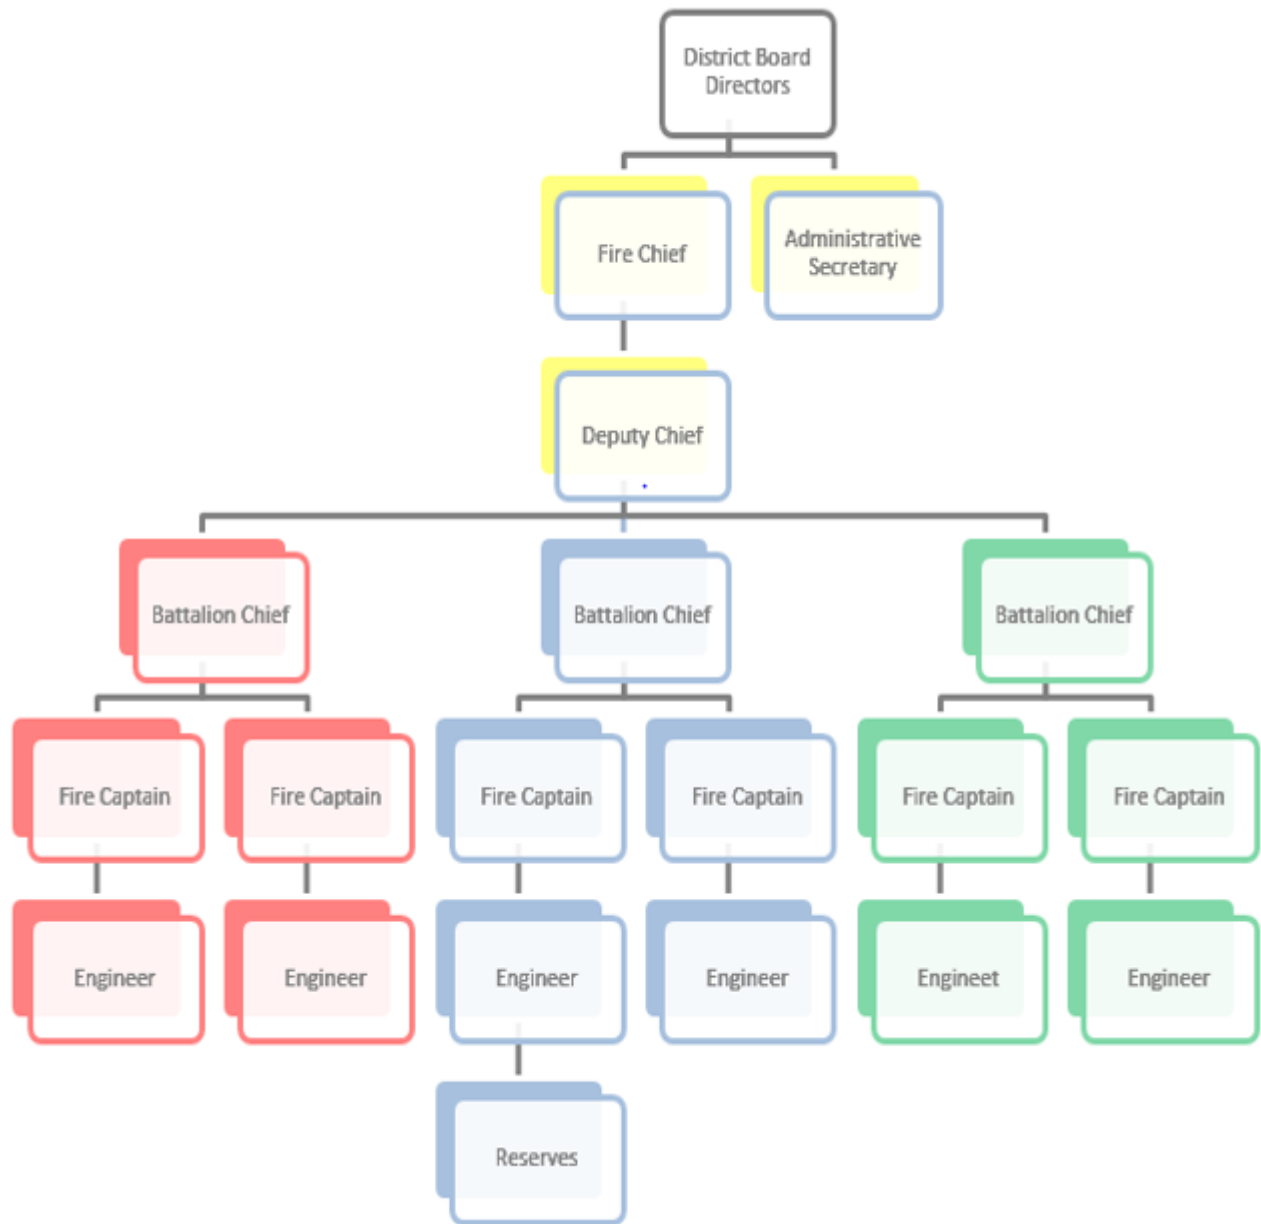 District Board
Directors
Fire Chief
Administrative
Secretary
Deputy Chief
Battalion Chief
Battalion Chief
Battalion Chief
Fire Captain
Fire Captain
Fire Captain
Fire Captain
Fire Captain
Fire Captain
Engineer
Engineer
Engineer
Engineer
Engineet
Engineer
Reserves